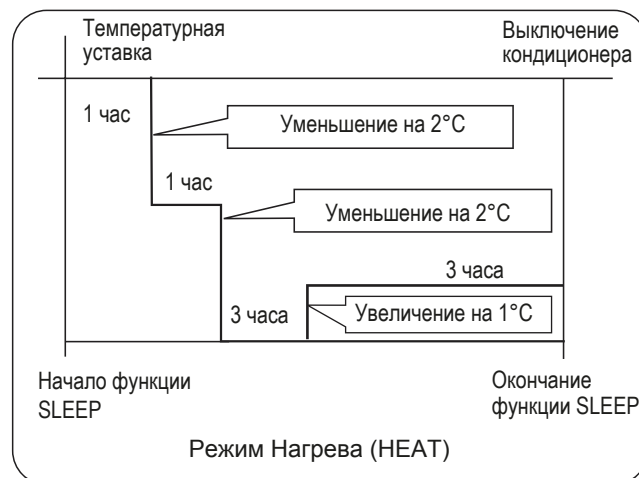 Температурная
уставка
Выключение
кондиционера
1 час
Уменьшение на 2°C
1 час
Уменьшение на 2°C
3 часа
3 часа
Увеличение на 1°C
Начало функции
SLEEP
Окончание
функции SLEEP
Режим Нагрева (HEAT)